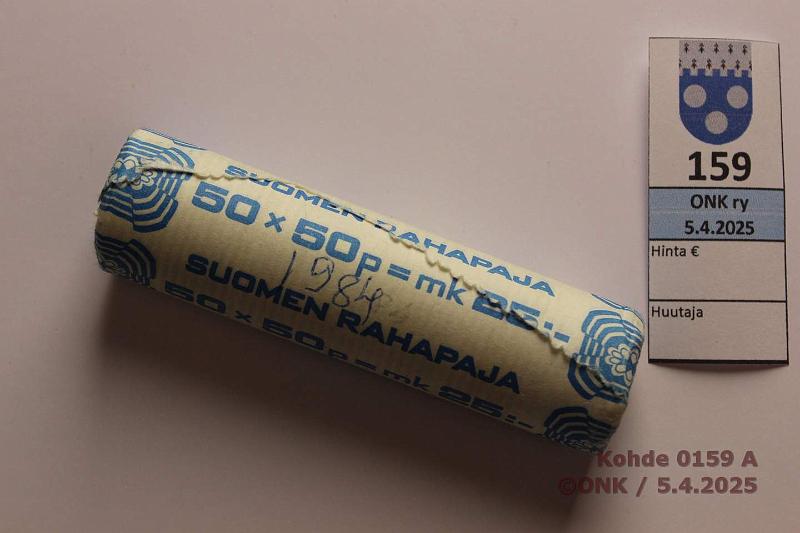 SUOMEN RAHAPAJA
50 x 50p = mk 25:-
1984
SUOMEN RAHAPAJA
50 x 50p = mk 25:-
159
ONK ry
5.4.2025
Hinta €
Huutaja
Kohde 0159 A
©ONK / 5.4.2025